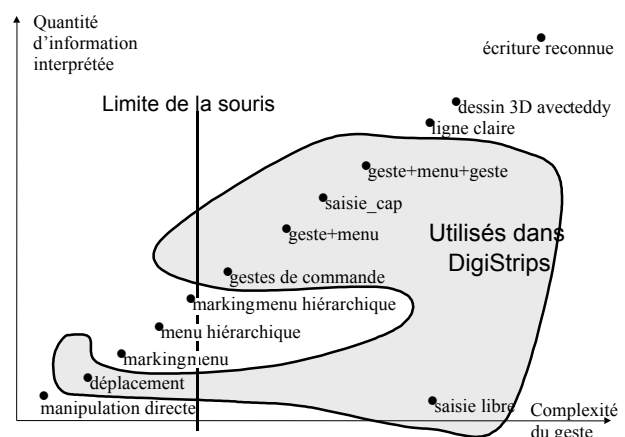 Quantité
d'information
interprétée
écriture reconnue
Limite de la souris
dessin 3D avecteddy
ligne claire
geste+menu+geste
saisie_cap
geste+menu
Utilisés dans
DigiStrips
gestes de commande
markingmenu hiérarchique
menu hiérarchique
markingmenu
déplacement
manipulation directe
saisie libre
Complexité
du geste